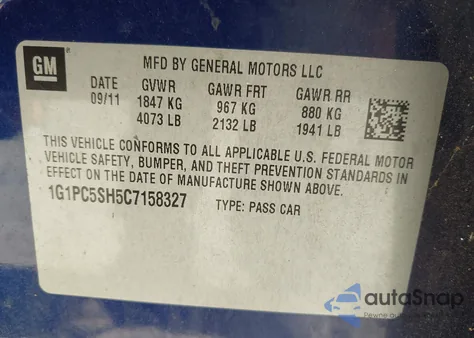 GM
MFD BY GENERAL MOTORS LLC
DATE GVWR GAWR FRT GAWR RR
09/11 1847 KG 967 KG 880 KG
4073 LB 2132 LB 1941 LB
THIS VEHICLE CONFORMS TO ALL APPLICABLE U.S. FEDERAL MOTOR
VEHICLE SAFETY, BUMPER, AND THEFT PREVENTION STANDARDS IN
EFFECT ON THE DATE OF MANUFACTURE SHOWN ABOVE.
1G1PC5SH5C7158327 TYPE: PASS CAR
autoSnap